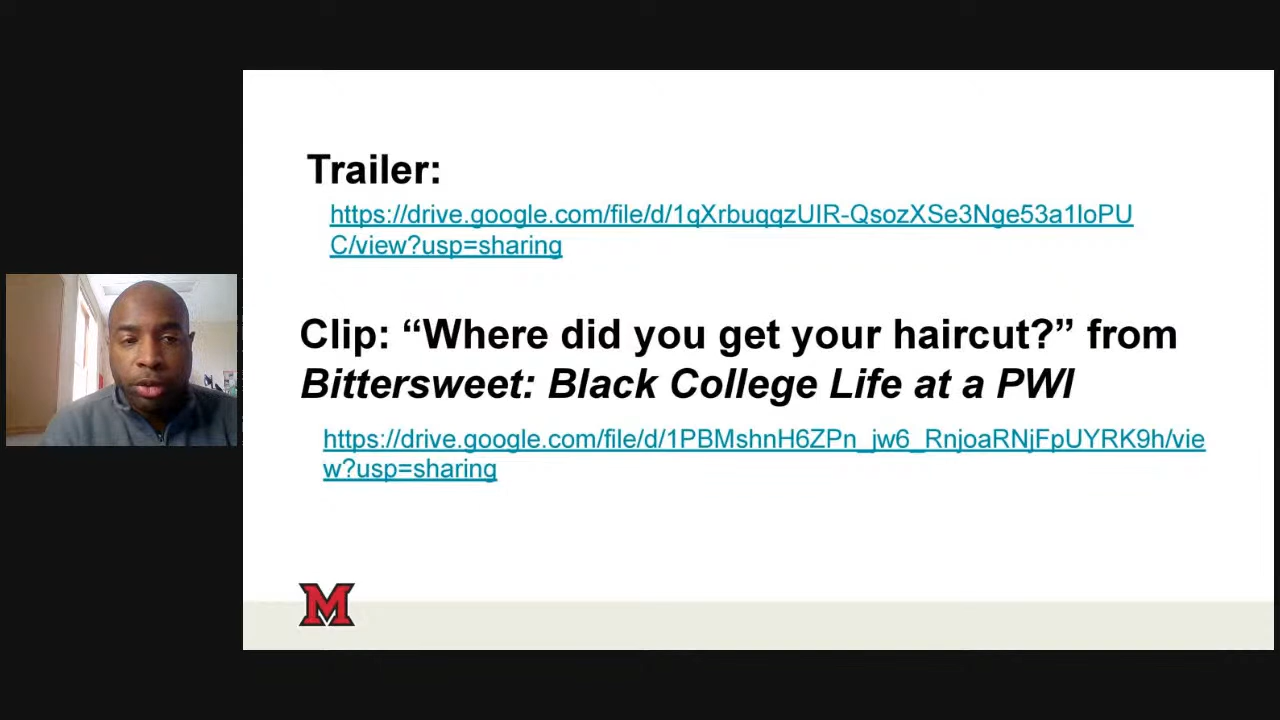 Trailer:
https://drive.google.com/file/d/1qXrbuqqzUIR-QsozXSe3Nge53a1IoPU
C/view?usp=sharing
Clip: “Where did you get your haircut?” from
Bittersweet: Black College Life at a PWI
https://drive.google.com/file/d/1PBMshnH6ZPn_jw6_RnjoaRNjFpUYRK9h/vie
w?usp=sharing
M